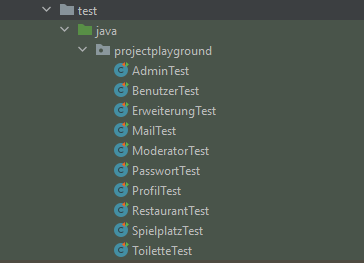 test
java
projectplayground
AdminTest
BenutzerTest
ErweiterungTest
MailTest
ModeratorTest
PasswortTest
ProfilTest
RestaurantTest
SpielplatzTest
ToiletteTest